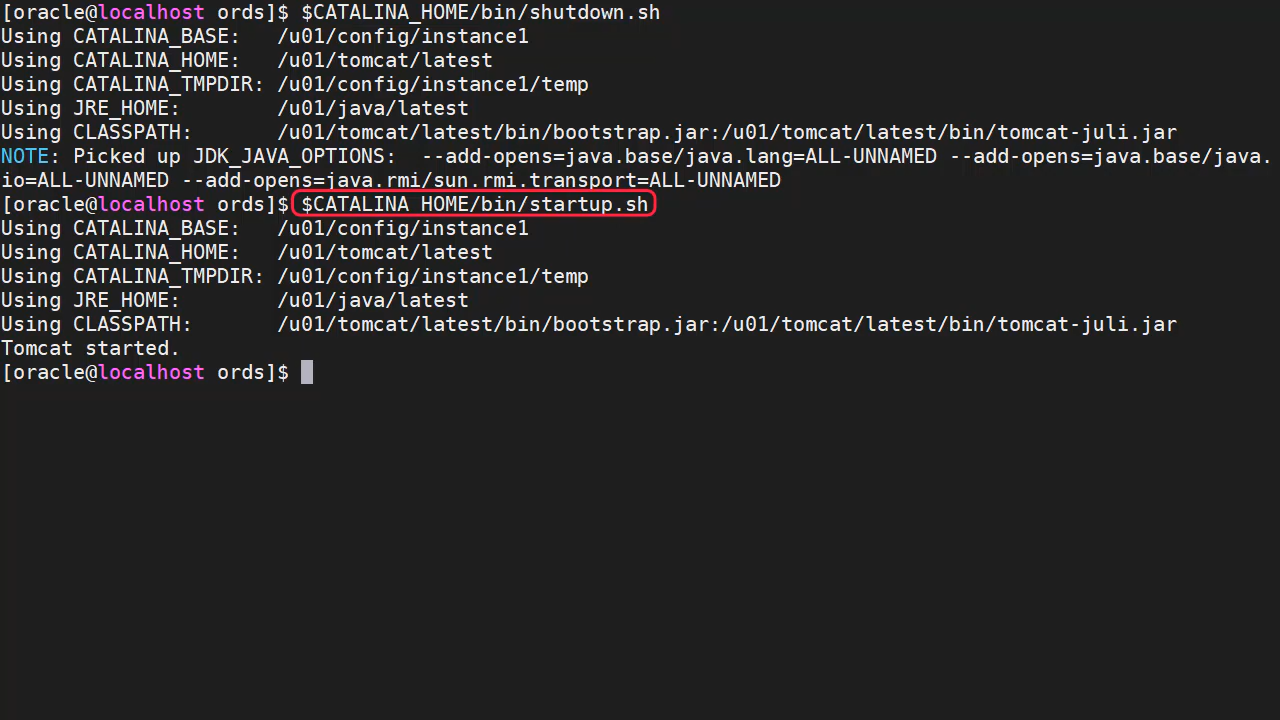 [oracle@localhost ords]$ $CATALINA_HOME/bin/shutdown.sh
Using CATALINA_BASE:   /u01/config/instance1
Using CATALINA_HOME:   /u01/tomcat/latest
Using CATALINA_TMPDIR: /u01/config/instance1/temp
Using JRE_HOME:        /u01/java/latest
Using CLASSPATH:       /u01/tomcat/latest/bin/bootstrap.jar:/u01/tomcat/latest/bin/tomcat-juli.jar
NOTE: Picked up JDK_JAVA_OPTIONS:  --add-opens=java.base/java.lang=ALL-UNNAMED --add-opens=java.base/java.
io=ALL-UNNAMED --add-opens=java.rmi/sun.rmi.transport=ALL-UNNAMED
[oracle@localhost ords]$ $CATALINA_HOME/bin/startup.sh
Using CATALINA_BASE:   /u01/config/instance1
Using CATALINA_HOME:   /u01/tomcat/latest
Using CATALINA_TMPDIR: /u01/config/instance1/temp
Using JRE_HOME:        /u01/java/latest
Using CLASSPATH:       /u01/tomcat/latest/bin/bootstrap.jar:/u01/tomcat/latest/bin/tomcat-juli.jar
Tomcat started.
[oracle@localhost ords]$